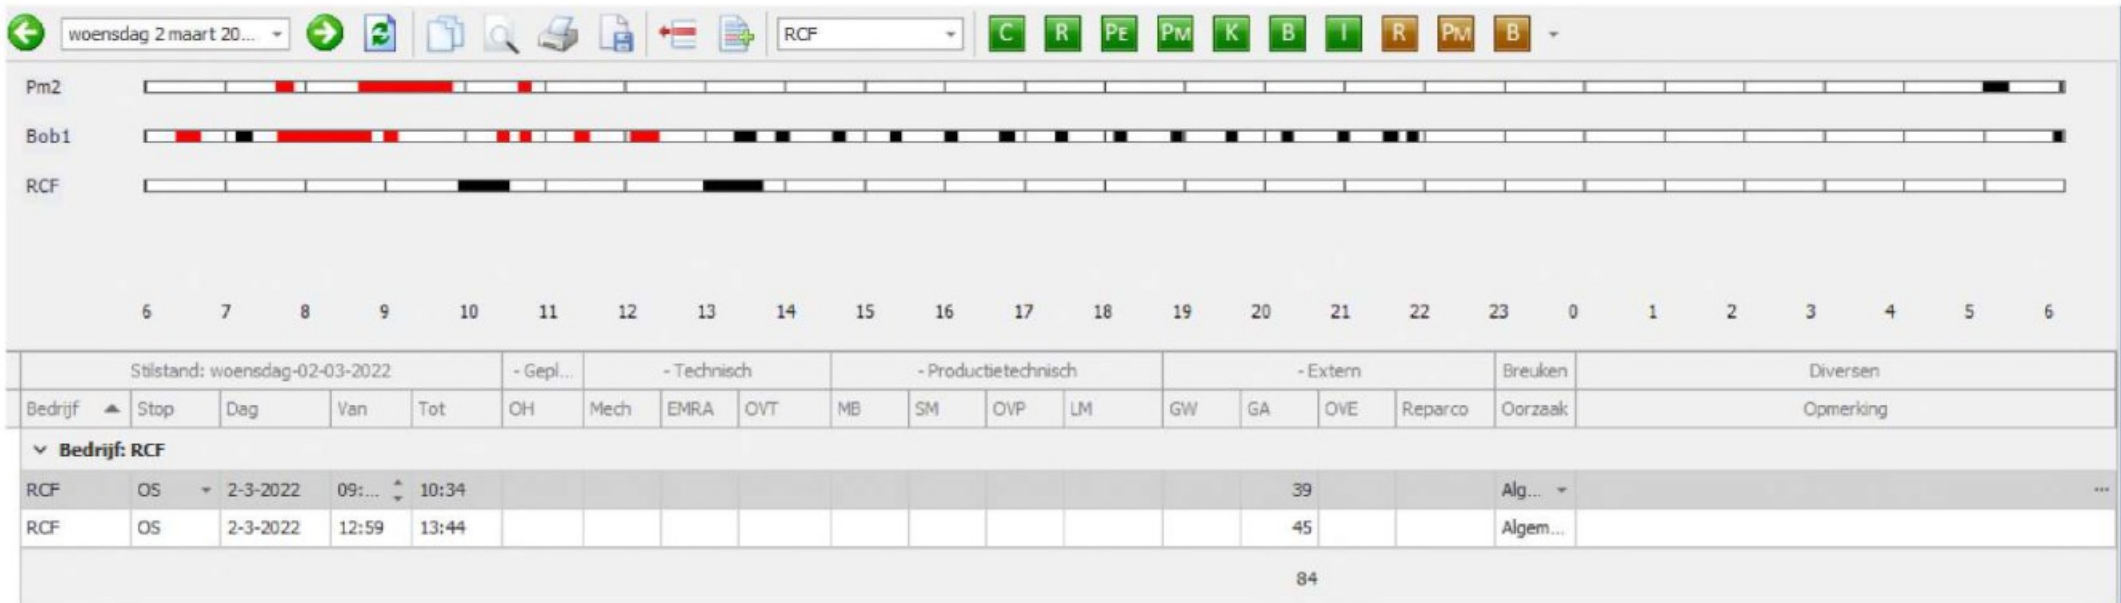 woensdag 2 maart 20... RCF C R PE PM K B I R PM B
Pm2
Bob1
RCF
6 7 8 9 10 11 12 13 14 15 16 17 18 19 20 21 22 23 0 1 2 3 4 5 6
Stilstand: woensdag-02-03-2022 - Gepl... - Technisch - Productietechnisch - Extern Breuken Diversen
Bedrijf Stop Dag Van Tot OH Mech EMRA OVT MB SM OVP LM GW GA OVE Reparco Oorzaak Opmerking
Bedrijf: RCF
RCF OS 2-3-2022 09:... 10:34 39 Alg... ...
RCF OS 2-3-2022 12:59 13:44 45 Algem...
84